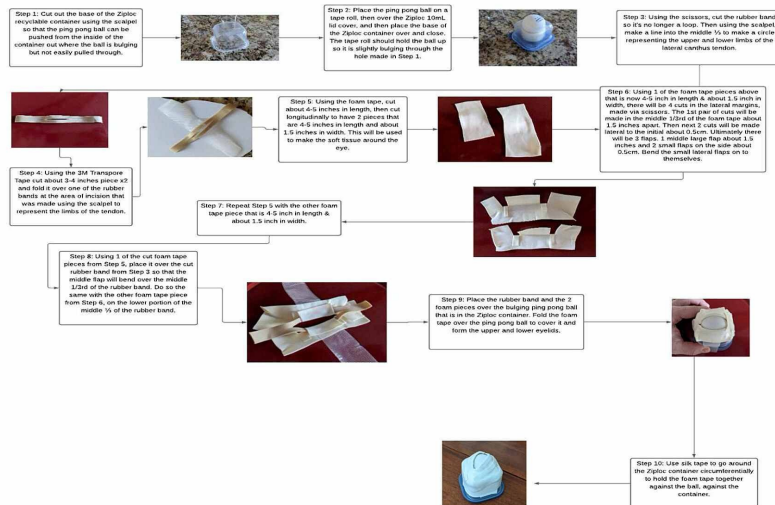 Step 1: Cut out the base of the Ziploc
recyclable container using the scalpel
so that the ping pong ball can be
pushed from the inside of the
container out where the ball is bulging
but not easily pulled through.
Step 2: Place the ping pong ball on a
tape roll, then over the Ziploc 10mL
lid cover, and then place the base of
the Ziploc container over and close.
The tape roll should hold the ball up
so it is slightly bulging through the
hole made in Step 1.
Step 3: Using the scissors, cut the rubber band
so it's no longer a loop. Then using the scalpel
make a line into the middle ⅓ to make a circle
representing the upper and lower limbs of the
lateral canthus tendon.
Step 4: Using the 3M Transpore
Tape cut about 3-4 inches piece x2
and fold it over one of the rubber
bands at the area of incision that
was made using the scalpel to
represent the limbs of the tendon.
Step 5: Using the foam tape, cut
about 4-5 inches in length, then cut
longitudinally to have 2 pieces that
are 4-5 inches in length and about
1.5 inches in width. This will be used
to make the soft tissue around the
eye.
Step 6: Using 1 of the foam tape pieces above
that is now 4-5 inch in length & about 1.5 inch in
width, there will be 4 cuts in the lateral margins,
made via scissors. The 1st pair of cuts will be
made in the middle 1/3rd of the foam tape about
1.5 inches apart. Then next 2 cuts will be made
lateral to the initial about 0.5cm. Ultimately there
will be 3 flaps. 1 middle large flap about 1.5
inches and 2 small flaps on the side about
0.5cm. Bend the small lateral flaps on to
themselves.
Step 7: Repeat Step 5 with the other foam
tape piece that is 4-5 inch in length &
about 1.5 inch in width.
Step 8: Using 1 of the cut foam tape
pieces from Step 5, place it over the cut
rubber band from Step 3 so that the
middle flap will bend over the middle
1/3rd of the rubber band. Do so the
same with the other foam tape piece
from Step 6, on the lower portion of the
middle ⅓ of the rubber band.
Step 9: Place the rubber band and the 2
foam pieces over the bulging ping pong ball
that is in the Ziploc container. Fold the foam
tape over the ping pong ball to cover it and
form the upper and lower eyelids.
Step 10: Use silk tape to go around
the Ziploc container circumferentially
to hold the foam tape together
against the ball, against the
container.